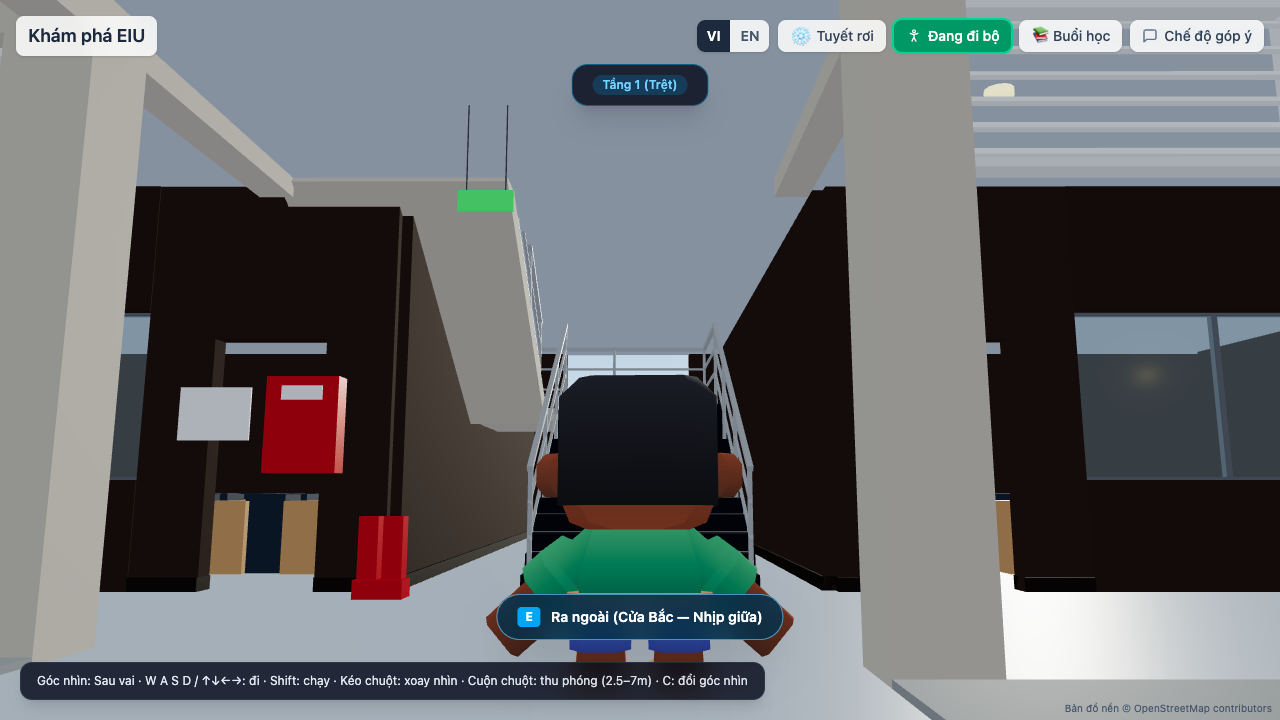 Khám phá EIU
VI EN
Tuyết rơi
Đang đi bộ
Buổi học
Chế độ góp ý
Tầng 1 (Trệt)
E Ra ngoài (Cửa Bắc — Nhịp giữa)
Góc nhìn: Sau vai · W A S D / ↑↓←→: đi · Shift: chạy · Kéo chuột: xoay nhìn · Cuộn chuột: thu phóng (2.5–7m) · C: đổi góc nhìn
Bản đồ nền © OpenStreetMap contributors